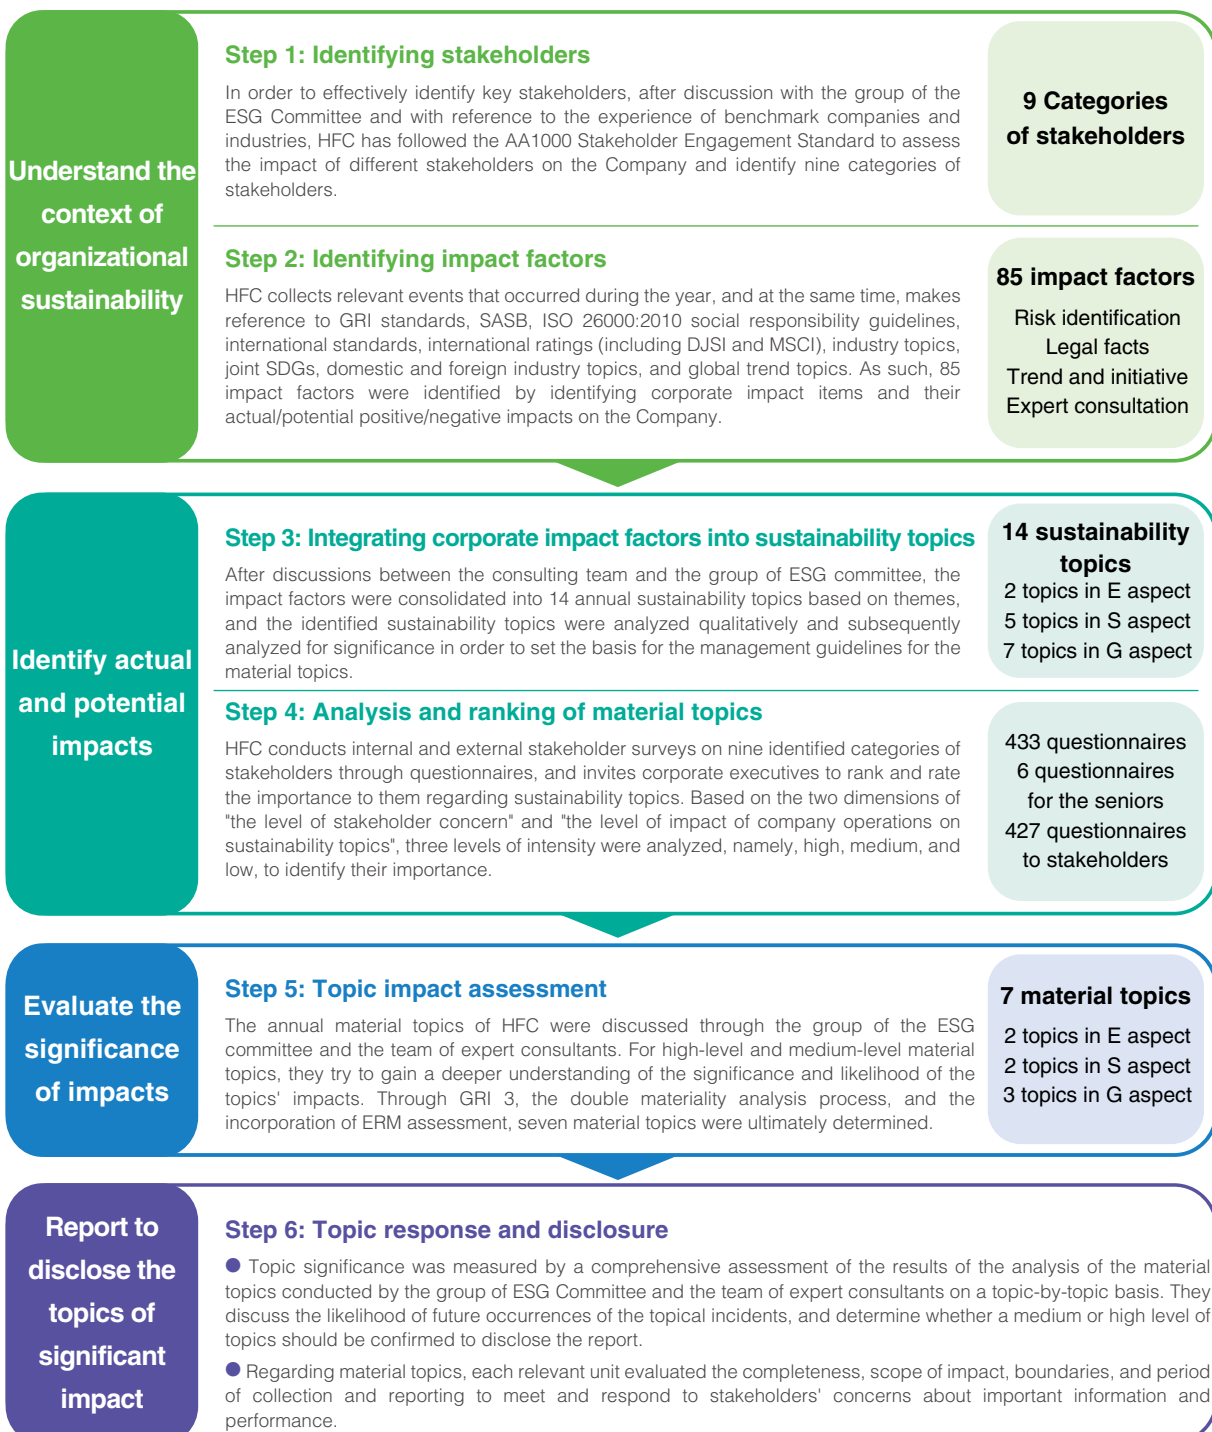 Understand the
context of
organizational
sustainability
Step 1: Identifying stakeholders
In order to effectively identify key stakeholders, after discussion with the group of the
ESG Committee and with reference to the experience of benchmark companies and
industries, HFC has followed the AA1000 Stakeholder Engagement Standard to assess
the impact of different stakeholders on the Company and identify nine categories of
stakeholders.
9 Categories
of stakeholders
Step 2: Identifying impact factors
HFC collects relevant events that occurred during the year, and at the same time, makes
reference to GRI standards, SASB, ISO 26000:2010 social responsibility guidelines,
international standards, international ratings (including DJSI and MSCI), industry topics,
joint SDGs, domestic and foreign industry topics, and global trend topics. As such, 85
impact factors were identified by identifying corporate impact items and their
actual/potential positive/negative impacts on the Company.
85 impact factors
Risk identification
Legal facts
Trend and initiative
Expert consultation
Identify actual
and potential
impacts
Step 3: Integrating corporate impact factors into sustainability topics
After discussions between the consulting team and the group of ESG committee, the
impact factors were consolidated into 14 annual sustainability topics based on themes,
and the identified sustainability topics were analyzed qualitatively and subsequently
analyzed for significance in order to set the basis for the management guidelines for the
material topics.
14 sustainability
topics
2 topics in E aspect
5 topics in S aspect
7 topics in G aspect
Step 4: Analysis and ranking of material topics
HFC conducts internal and external stakeholder surveys on nine identified categories of
stakeholders through questionnaires, and invites corporate executives to rank and rate
the importance to them regarding sustainability topics. Based on the two dimensions of
"the level of stakeholder concern" and "the level of impact of company operations on
sustainability topics", three levels of intensity were analyzed, namely, high, medium, and
low, to identify their importance.
433 questionnaires
6 questionnaires
for the seniors
427 questionnaires
to stakeholders
Evaluate the
significance
of impacts
Step 5: Topic impact assessment
The annual material topics of HFC were discussed through the group of the ESG
committee and the team of expert consultants. For high-level and medium-level material
topics, they try to gain a deeper understanding of the significance and likelihood of the
topics' impacts. Through GRI 3, the double materiality analysis process, and the
incorporation of ERM assessment, seven material topics were ultimately determined.
7 material topics
2 topics in E aspect
2 topics in S aspect
3 topics in G aspect
Report to
disclose the
topics of
significant
impact
Step 6: Topic response and disclosure
● Topic significance was measured by a comprehensive assessment of the results of the analysis of the material
topics conducted by the group of ESG Committee and the team of expert consultants on a topic-by-topic basis. They
discuss the likelihood of future occurrences of the topical incidents, and determine whether a medium or high level of
topics should be confirmed to disclose the report.
● Regarding material topics, each relevant unit evaluated the completeness, scope of impact, boundaries, and period
of collection and reporting to meet and respond to stakeholders' concerns about important information and
performance.